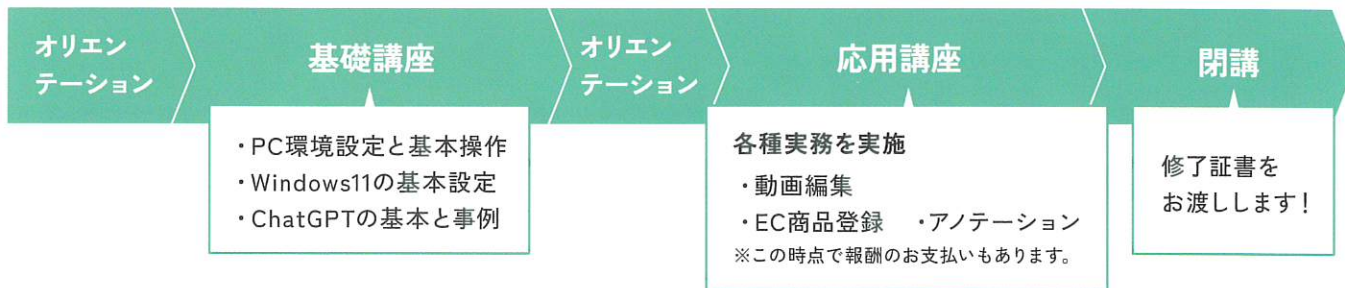 オリエン
テーション
基礎講座
・PC環境設定と基本操作
・Windows11の基本設定
・ChatGPTの基本と事例
オリエン
テーション
応用講座
各種実務を実施
・動画編集
・EC商品登録 ・アノテーション
※この時点で報酬のお支払いもあります。
閉講
修了証書を
お渡しします!